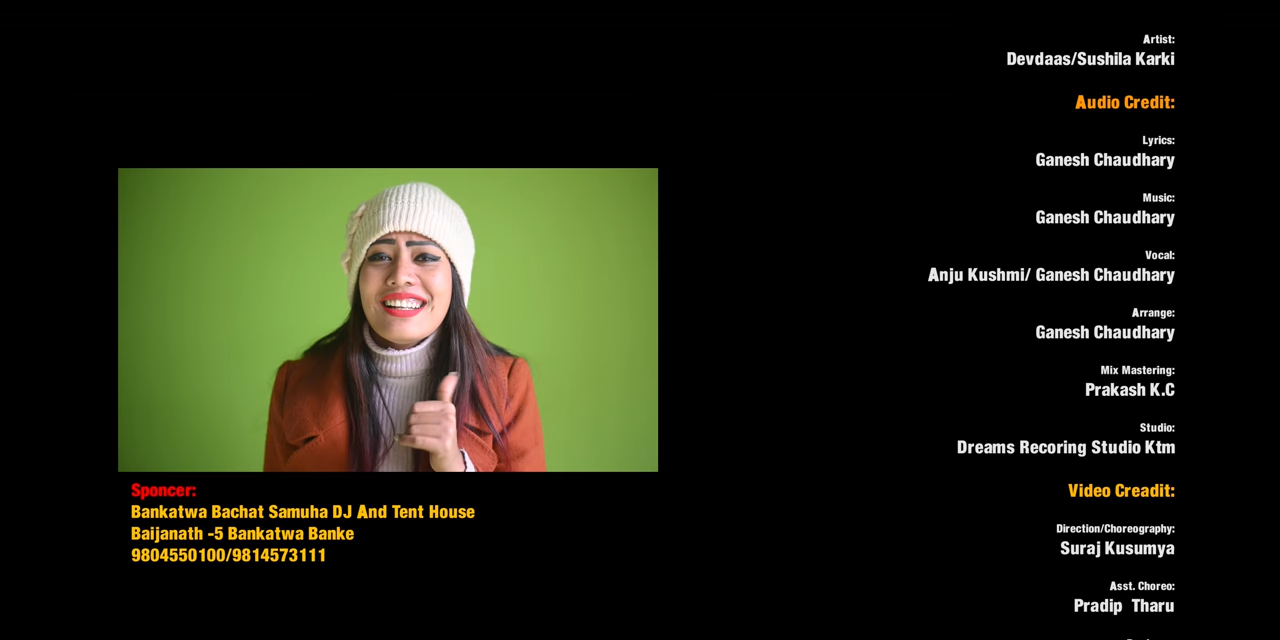 Artist:
Devdaas/Sushila Karki
Audio Credit:
Lyrics:
Ganesh Chaudhary
Music:
Ganesh Chaudhary
Vocal:
Anju Kushmi/ Ganesh Chaudhary
Arrange:
Ganesh Chaudhary
Mix Mastering:
Prakash K.C
Studio:
Dreams Recoring Studio Ktm
Video Creadit:
Direction/Choreography:
Suraj Kusumya
Asst. Choreo:
Pradip Tharu
Sponcer:
Bankatwa Bachat Samuha DJ And Tent House
Baijanath -5 Bankatwa Banke
9804550100/9814573111